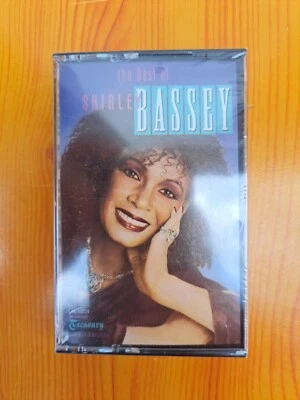 the Best of
SHIRLEY
BASSEY
Treasury